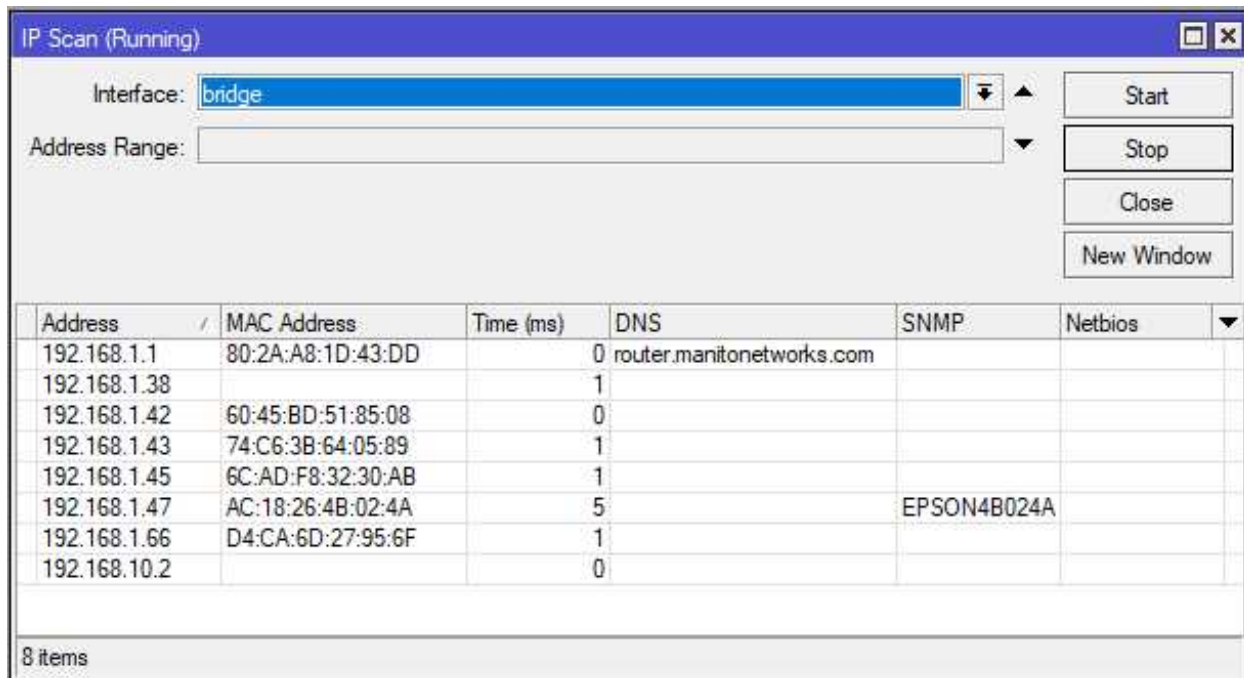 IP Scan (Running)
Interface: bridge
Start
Address Range:
Stop
Close
New Window
Address / MAC Address Time (ms) DNS SNMP Netbios
192.168.1.1 80:2A:A8:1D:43:DD 0 router.manitonetworks.com
192.168.1.38 1
192.168.1.42 60:45:BD:51:85:08 0
192.168.1.43 74:C6:3B:64:05:89 1
192.168.1.45 6C:AD:F8:32:30:AB 1
192.168.1.47 AC:18:26:4B:02:4A 5 EPSON4B024A
192.168.1.66 D4:CA:6D:27:95:6F 1
192.168.10.2 0
8 items